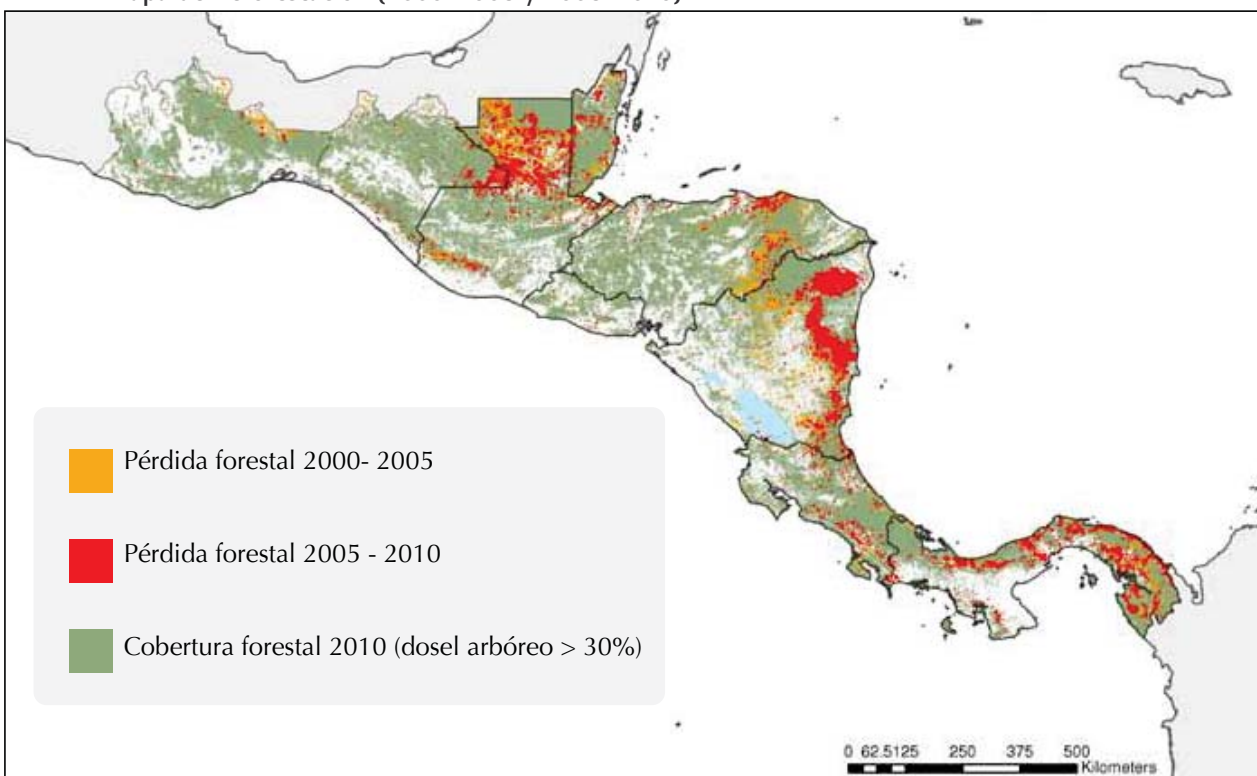 Pérdida forestal 2000- 2005
Pérdida forestal 2005 - 2010
Cobertura forestal 2010 (dosel arbóreo > 30%)
0 62.5125 250 375 500
Kilometers